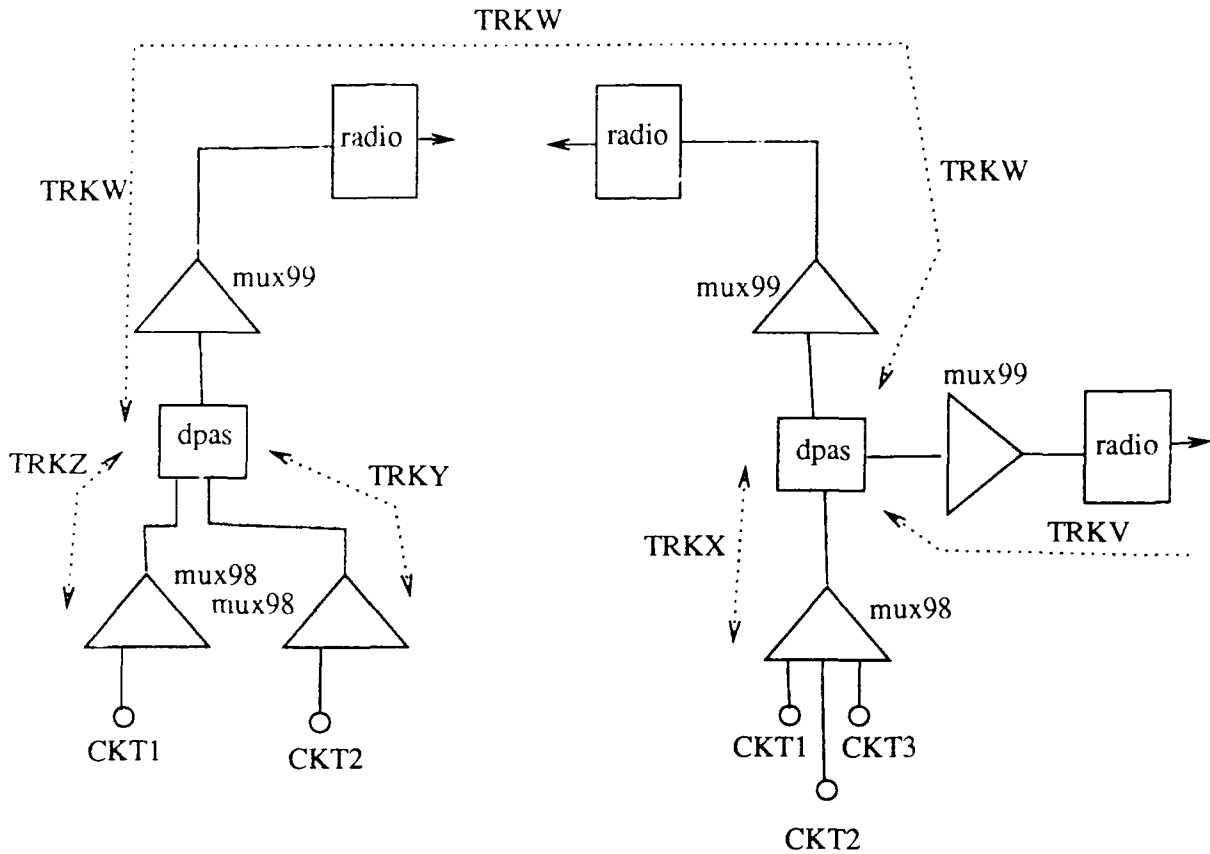 TRKW
radio
radio
TRKW
TRKW
mux99
mux99
mux99
dpas
dpas
radio
TRKZ
TRKY
TRKX
TRKV
mux98
mux98
mux98
CKT1
CKT2
CKT1
CKT3
CKT2